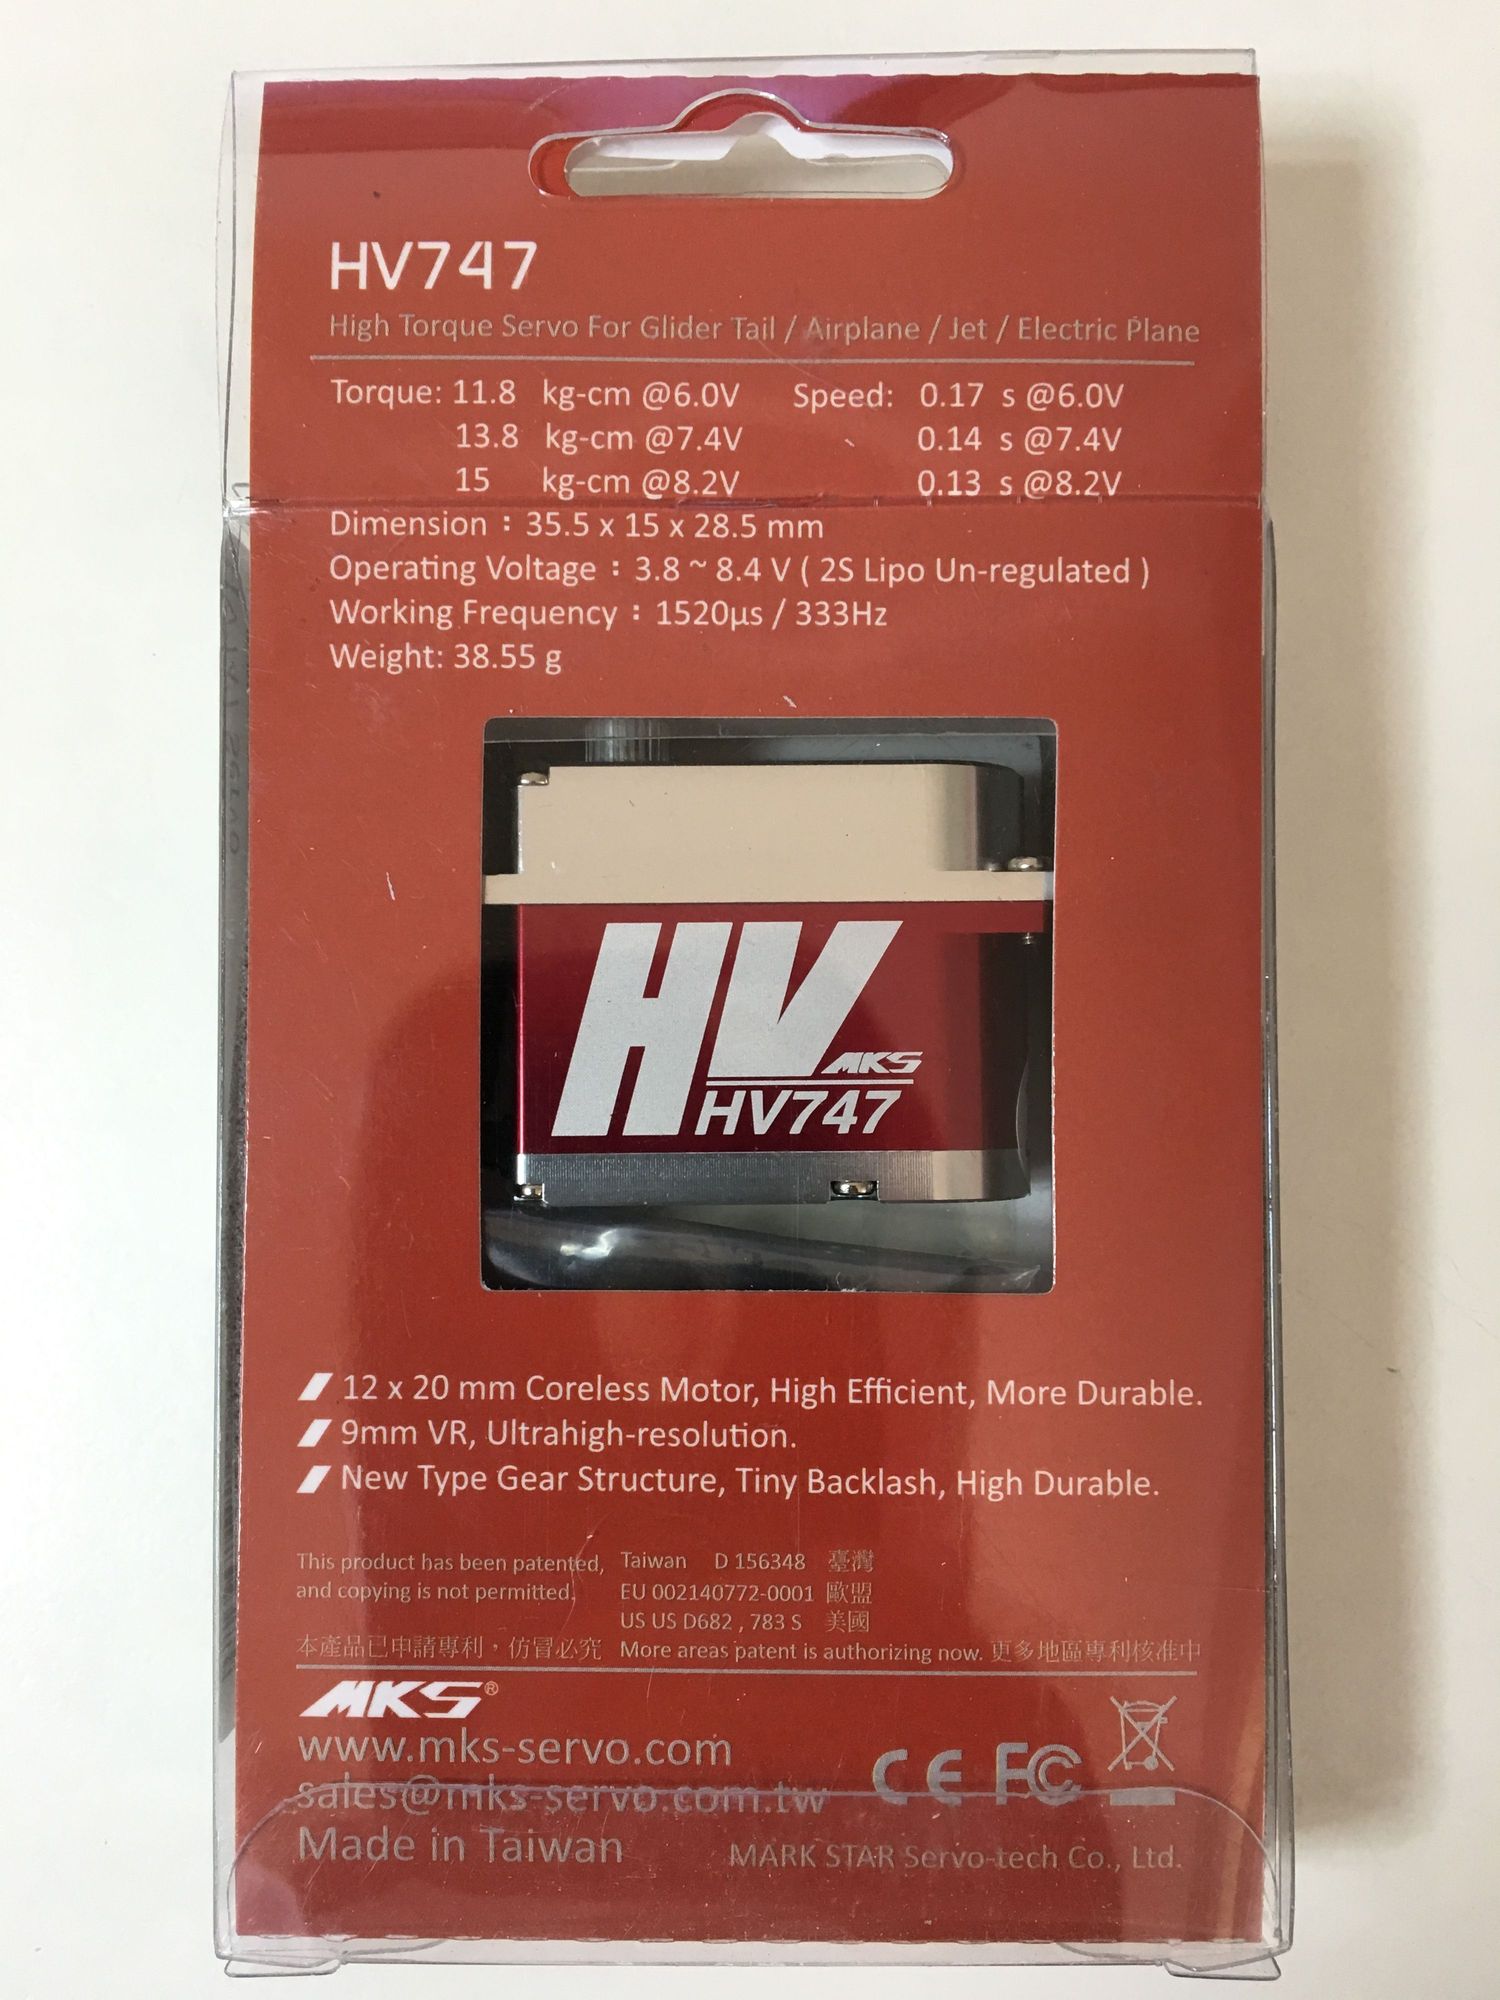 HV747
High Torque Servo For Glider Tail / Airplane / Jet / Electric Plane
Torque: 11.8 kg-cm @6.0V Speed: 0.17 s @6.0V
13.8 kg-cm @7.4V 0.14 s @7.4V
15 kg-cm @8.2V 0.13 s @8.2V
Dimension : 35.5 x 15 x 28.5 mm
Operating Voltage : 3.8 ~ 8.4 V ( 2S Lipo Un-regulated )
Working Frequency : 1520µs / 333Hz
Weight: 38.55 g
HV
MKS
HV747
12 x 20 mm Coreless Motor, High Efficient, More Durable.
9mm VR, Ultrahigh-resolution.
New Type Gear Structure, Tiny Backlash, High Durable.
This product has been patented, Taiwan D 156348 臺灣
and copying is not permitted. EU 002140772-0001 歐盟
US US D682 , 783 S 美國
本產品已申請專利，仿冒必究 More areas patent is authorizing now. 更多地區專利核准中
MKS®
www.mks-servo.com
sales@mks-servo.com.tw CE FC
Made in Taiwan MARK STAR Servo-tech Co., Ltd.